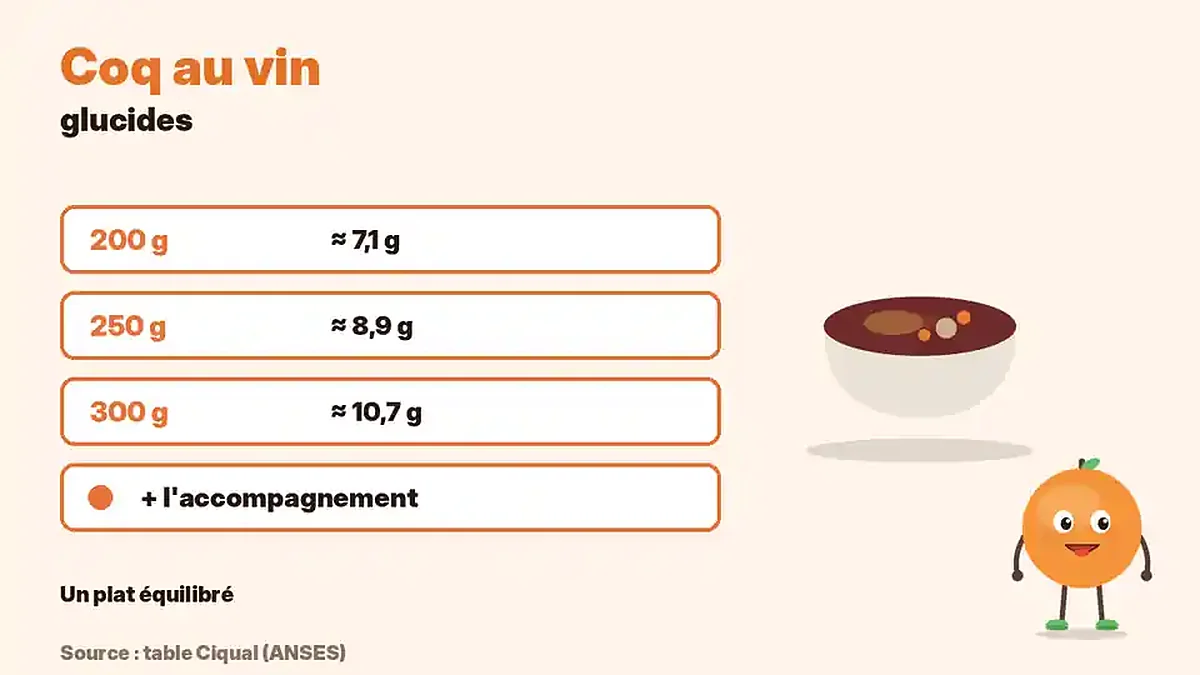 Coq au vin
glucides
200 g ≈ 7,1 g
250 g ≈ 8,9 g
300 g ≈ 10,7 g
+ l'accompagnement
Un plat équilibré
Source : table Ciqual (ANSES)